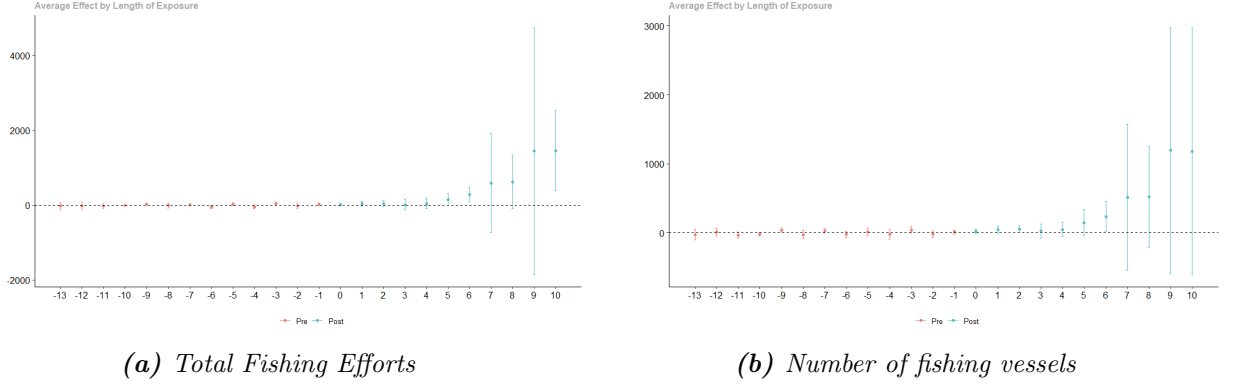 Average Effect by Length of Exposure
4000
2000
0
-2000
-13 -12 -11 -10 -9 -8 -7 -6 -5 -4 -3 -2 -1 0 1 2 3 4 5 6 7 8 9 10
Pre Post
(a) Total Fishing Efforts
Average Effect by Length of Exposure
3000
2000
1000
0
-13 -12 -11 -10 -9 -8 -7 -6 -5 -4 -3 -2 -1 0 1 2 3 4 5 6 7 8 9 10
Pre Post
(b) Number of fishing vessels